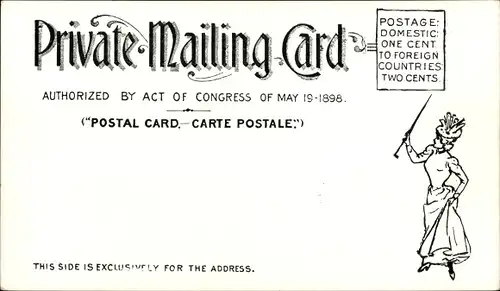 Private Mailing Card
POSTAGE:
DOMESTIC:
ONE CENT.
TO FOREIGN
COUNTRIES
TWO CENTS.
AUTHORIZED BY ACT OF CONGRESS OF MAY 19-1898.
("POSTAL CARD.—CARTE POSTALE.")
THIS SIDE IS EXCLUSIVELY FOR THE ADDRESS.